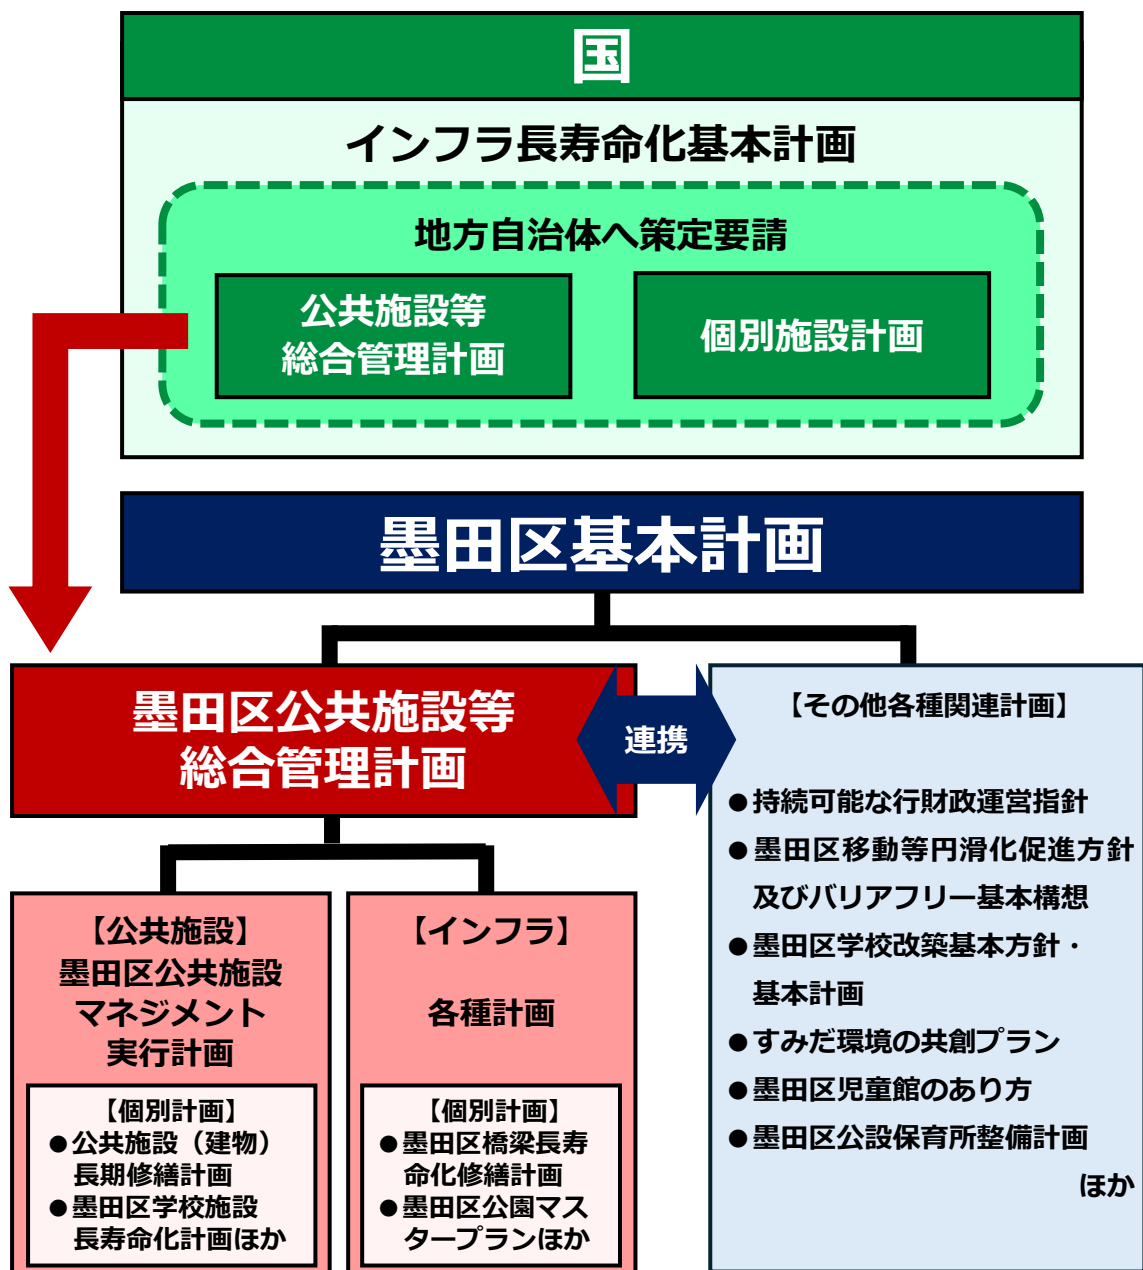 国
インフラ長寿命化基本計画
地方自治体へ策定要請
公共施設等
総合管理計画
個別施設計画
墨田区基本計画
墨田区公共施設等
総合管理計画
連携
【公共施設】
墨田区公共施設
マネジメント
実行計画
【個別計画】
●公共施設（建物）
長期修繕計画
●墨田区学校施設
長寿命化計画ほか
【インフラ】
各種計画
【個別計画】
●墨田区橋梁長寿
命化修繕計画
●墨田区公園マス
タープランほか
【その他各種関連計画】
●持続可能な行財政運営指針
●墨田区移動等円滑化促進方針
及びバリアフリー基本構想
●墨田区学校改築基本方針・
基本計画
●すみだ環境の共創プラン
●墨田区児童館のあり方
●墨田区公設保育所整備計画
ほか